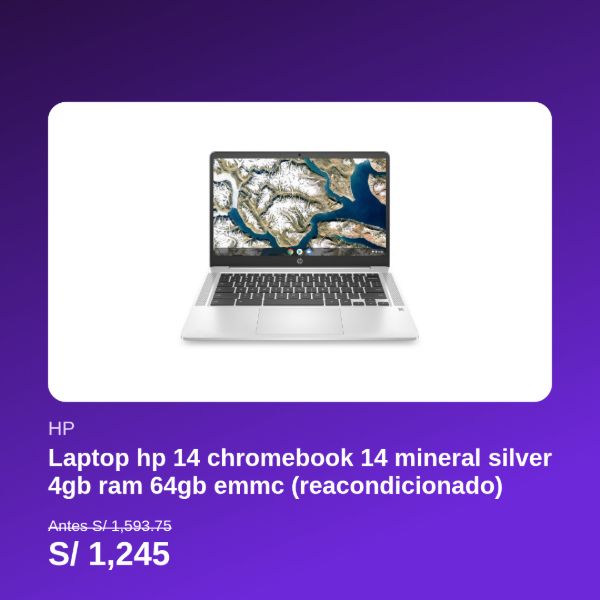 HP
Laptop hp 14 chromebook 14 mineral silver
4gb ram 64gb emmc (reacondicionado)
Antes S/ 1,593.75
S/ 1,245